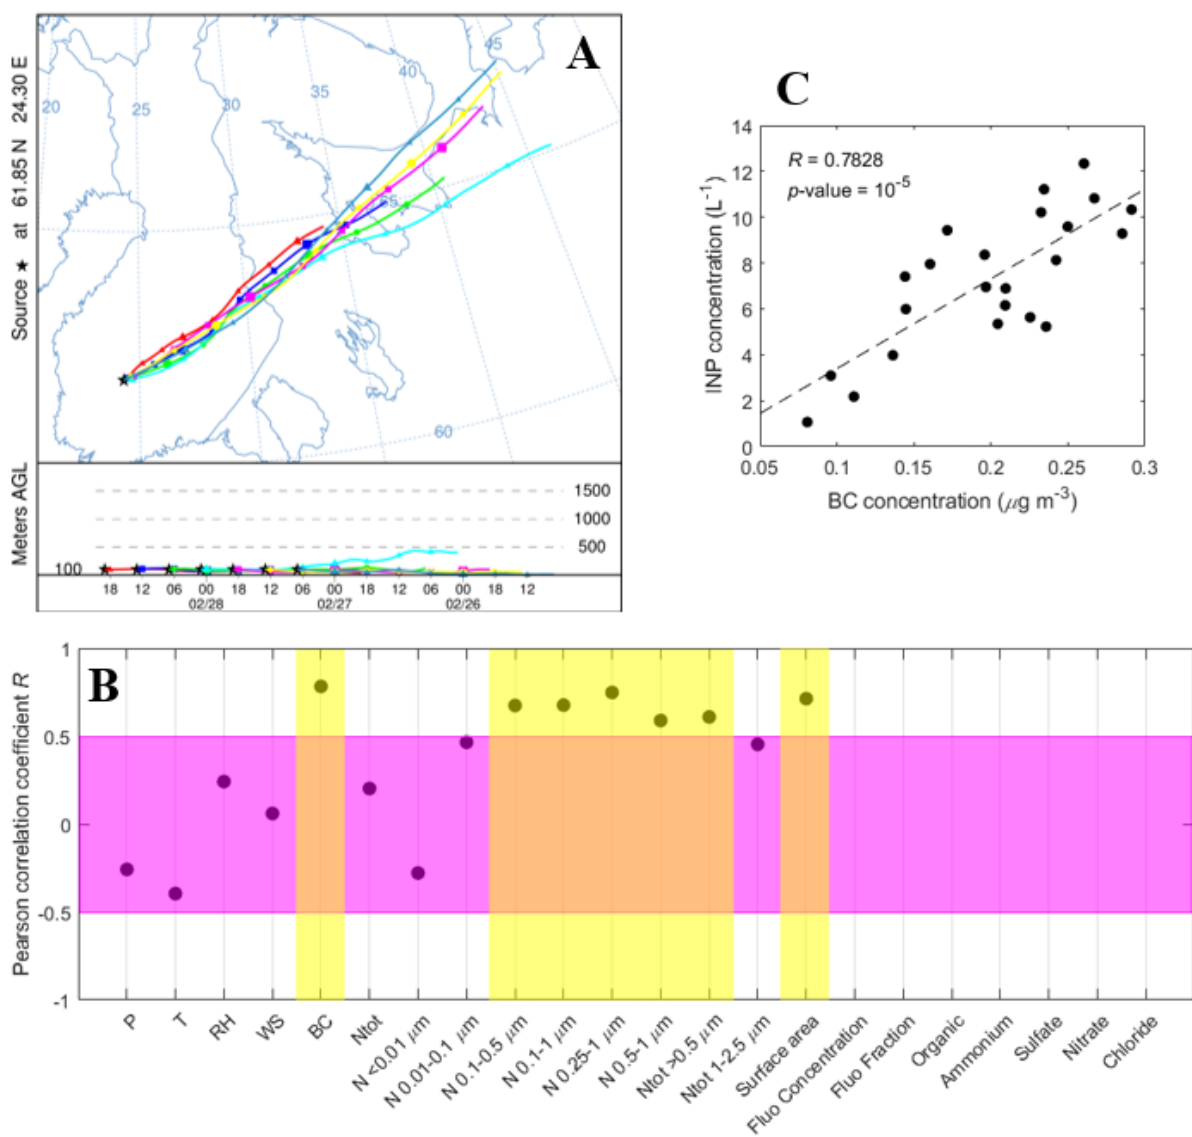 A
Source ★ at 61.85 N 24.30 E
20
25
30
35
40
45
55
60
Meters AGL
1500
1000
500
100
18 12 06 00 18 12 06 00 18 12 06 00 18 12
02/28 02/27 02/26
C
R = 0.7828
p-value = 10⁻⁵
INP concentration (L⁻¹)
14
12
10
8
6
4
2
0
0.05 0.1 0.15 0.2 0.25 0.3
BC concentration (μg m⁻³)
B
Pearson correlation coefficient R
1
0.5
0
-0.5
-1
P
T
RH
WS
BC
Ntot
N <0.01 μm
N 0.01-0.1 μm
N 0.1-0.5 μm
N 0.1-1 μm
N 0.25-1 μm
N 0.5-1 μm
Ntot >0.5 μm
Ntot 1-2.5 μm
Surface area
Fluo Concentration
Fluo Fraction
Organic
Ammonium
Sulfate
Nitrate
Chloride